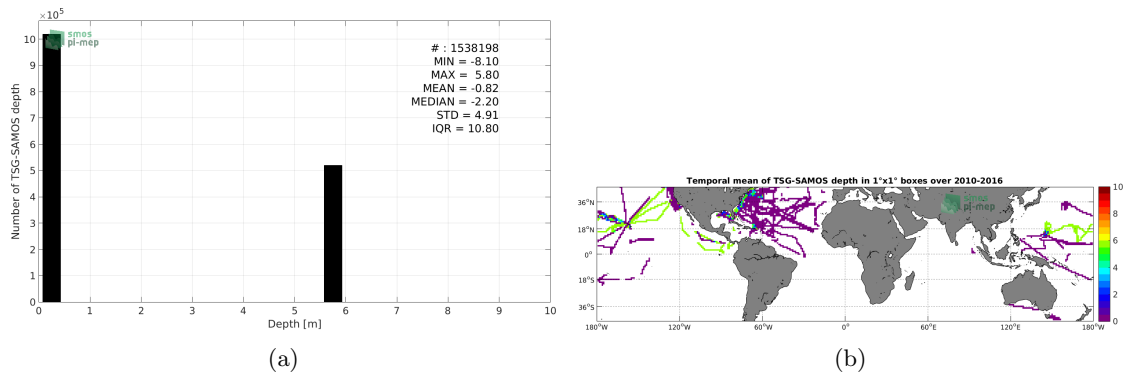 ×10⁵
10
9
8
7
6
5
4
3
2
1
0
Number of TSG-SAMOS depth
smos
pi-mep
# : 1538198
MIN = -8.10
MAX = 5.80
MEAN = -0.82
MEDIAN = -2.20
STD = 4.91
IQR = 10.80
0 1 2 3 4 5 6 7 8 9 10
Depth [m]
(a)
Temporal mean of TSG-SAMOS depth in 1°x1° boxes over 2010-2016
smos
pi-mep
36°N
18°N
0°
18°S
36°S
180°W 120°W 60°W 0° 60°E 120°E 180°E
10
8
6
4
2
0
(b)